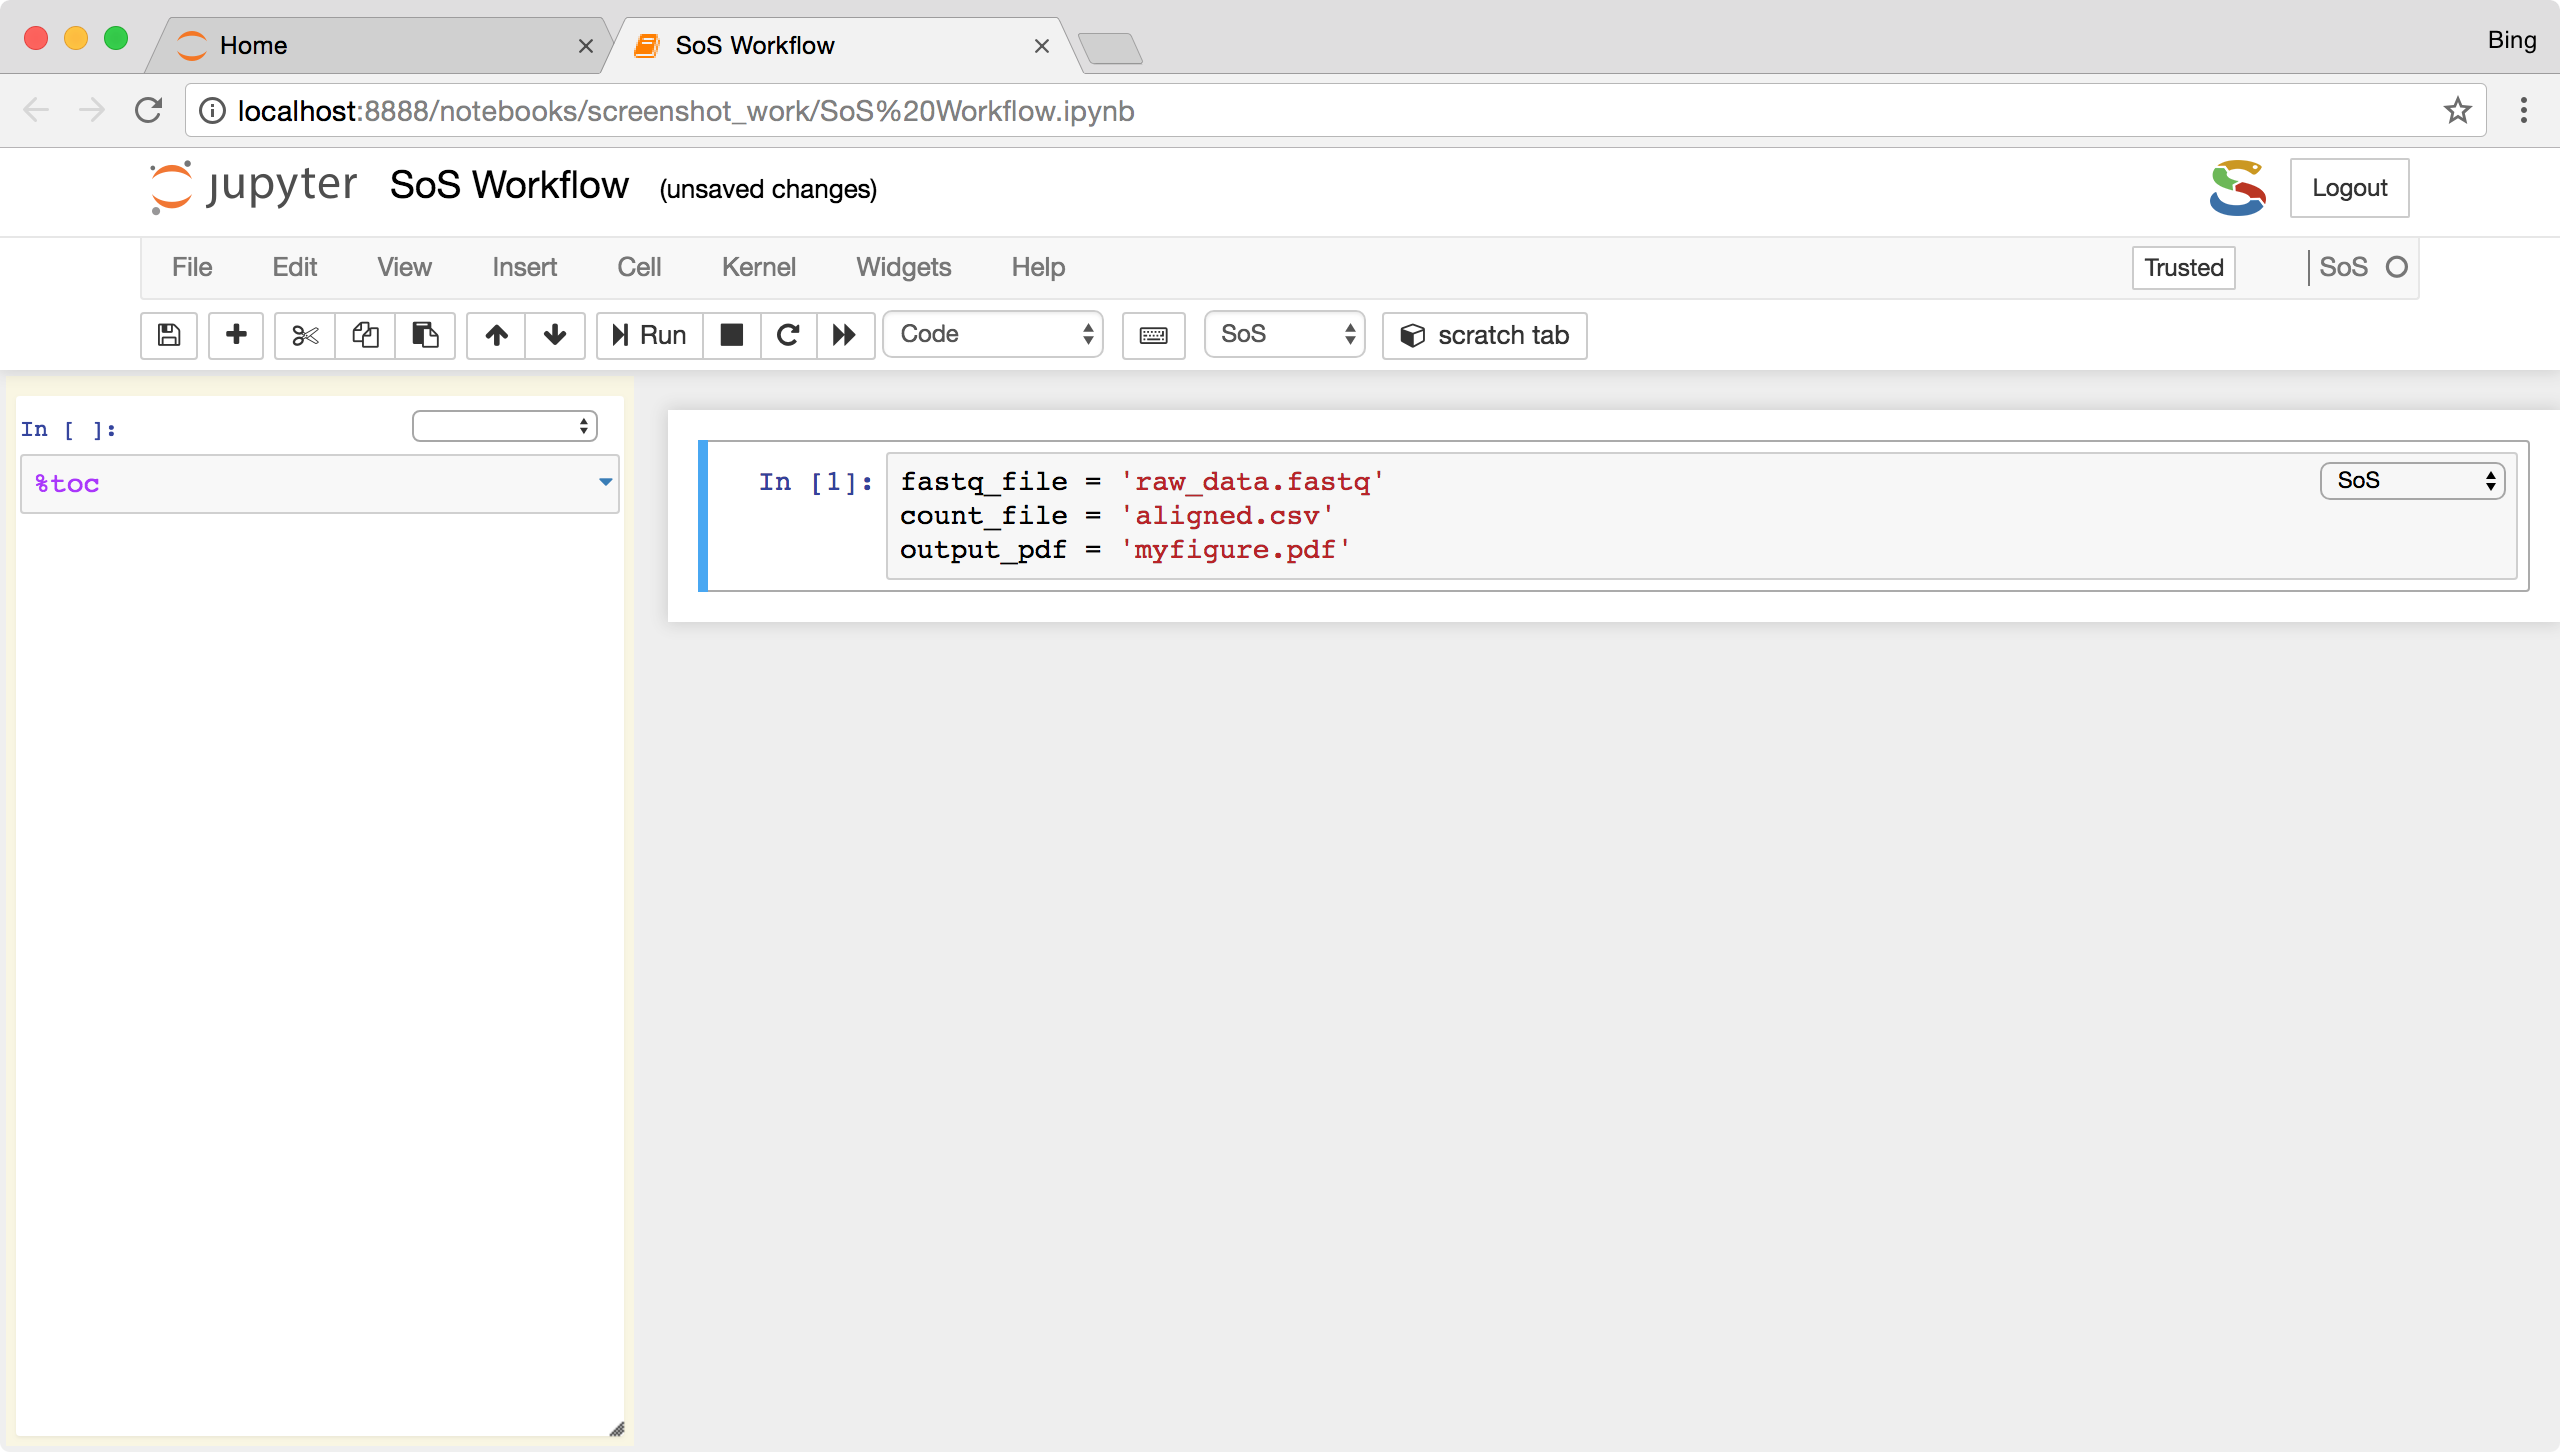 Home
SoS Workflow
Bing
localhost:8888/notebooks/screenshot_work/SoS%20Workflow.ipynb
jupyter SoS Workflow (unsaved changes)
Logout
File Edit View Insert Cell Kernel Widgets Help
Trusted
SoS
Run
Code
SoS
scratch tab
In [ ]:
%toc
In [1]:
fastq_file = 'raw_data.fastq'
count_file = 'aligned.csv'
output_pdf = 'myfigure.pdf'
SoS